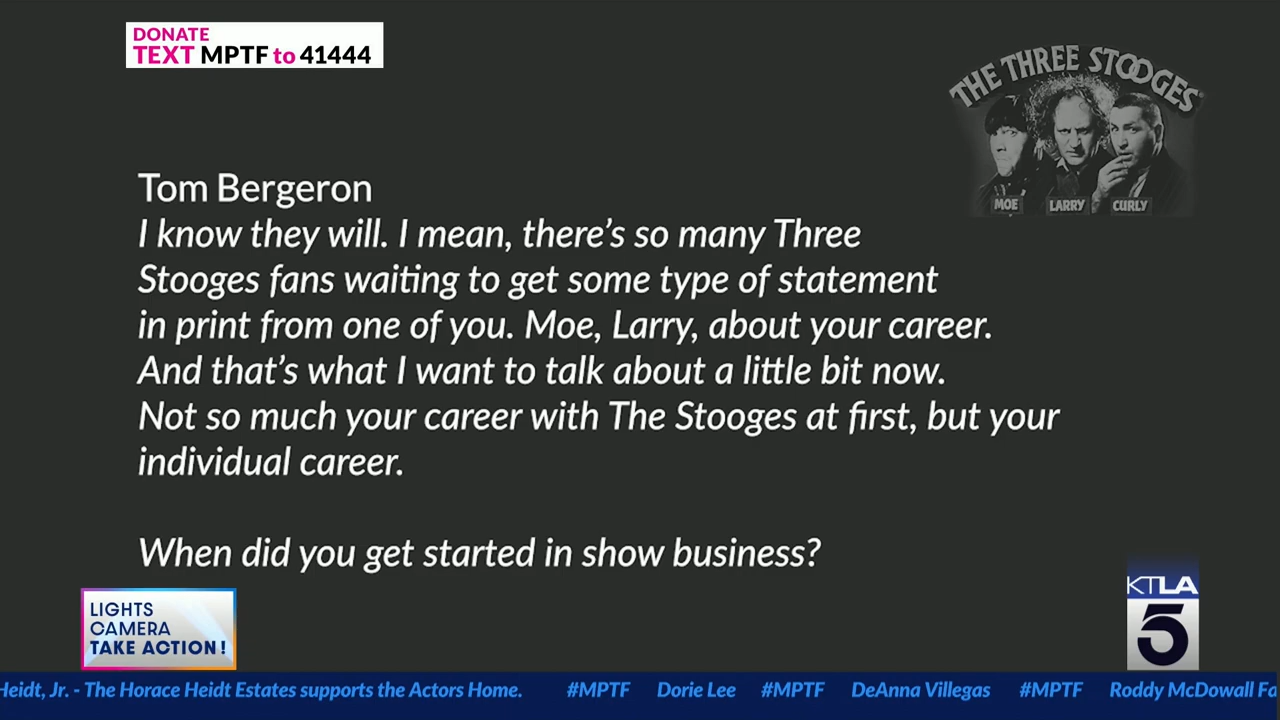 DONATE
TEXT MPTF to 41444
THE THREE STOOGES
MOE LARRY CURLY
Tom Bergeron
I know they will. I mean, there's so many Three
Stooges fans waiting to get some type of statement
in print from one of you. Moe, Larry, about your career.
And that's what I want to talk about a little bit now.
Not so much your career with The Stooges at first, but your
individual career.
When did you get started in show business?
LIGHTS
CAMERA
TAKE ACTION!
KTLA
5
Heidt, Jr. - The Horace Heidt Estates supports the Actors Home. #MPTF Dorie Lee #MPTF DeAnna Villegas #MPTF Roddy McDowall Fa